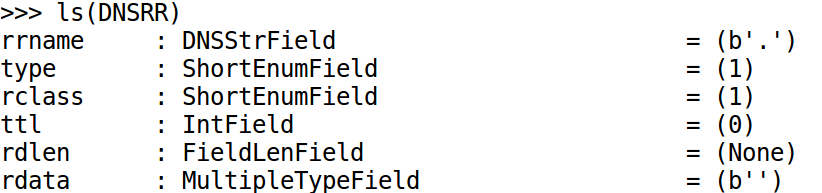 >>> ls(DNSRR)
rrname     : DNSStrField                         = (b'.')
type       : ShortEnumField                      = (1)
rclass     : ShortEnumField                      = (1)
ttl        : IntField                            = (0)
rdlen      : FieldLenField                       = (None)
rdata      : MultipleTypeField                   = (b'')